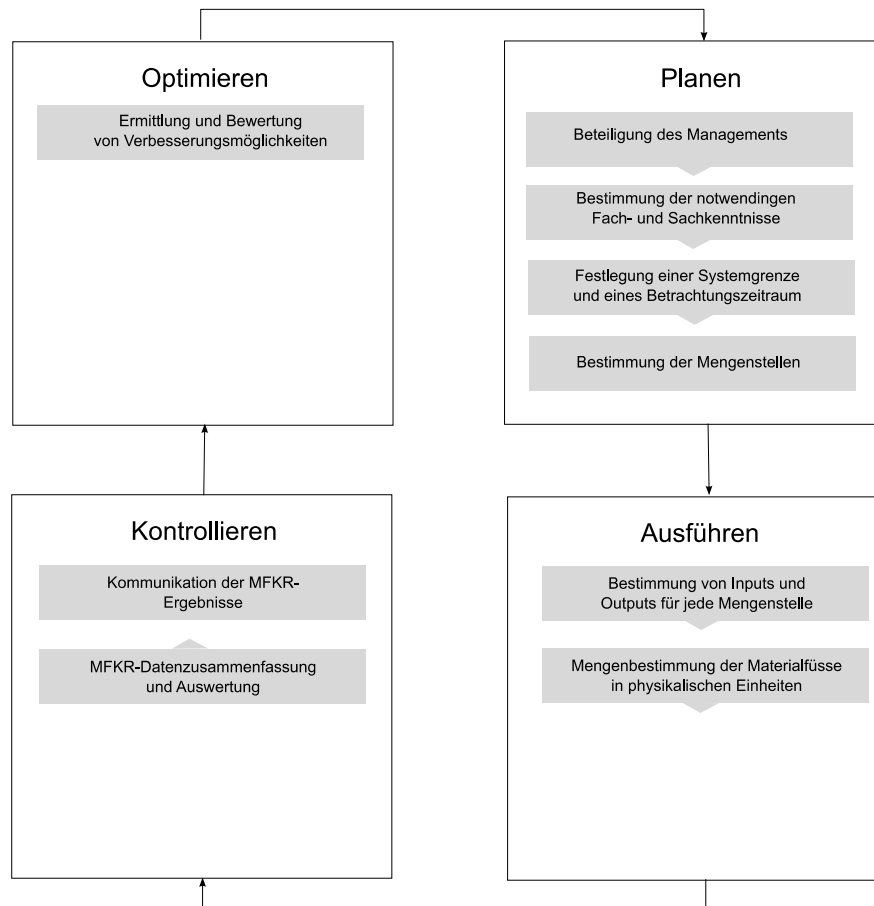 Optimieren
Ermittlung und Bewertung
von Verbesserungsmöglichkeiten
Planen
Beteiligung des Managements
Bestimmung der notwendingen
Fach- und Sachkenntnisse
Festlegung einer Systemgrenze
und eines Betrachtungszeitraum
Bestimmung der Mengenstellen
Kontrollieren
Kommunikation der MFKR-
Ergebnisse
MFKR-Datenzusammenfassung
und Auswertung
Ausführen
Bestimmung von Inputs und
Outputs für jede Mengenstelle
Mengenbestimmung der Materialfüsse
in physikalischen Einheiten